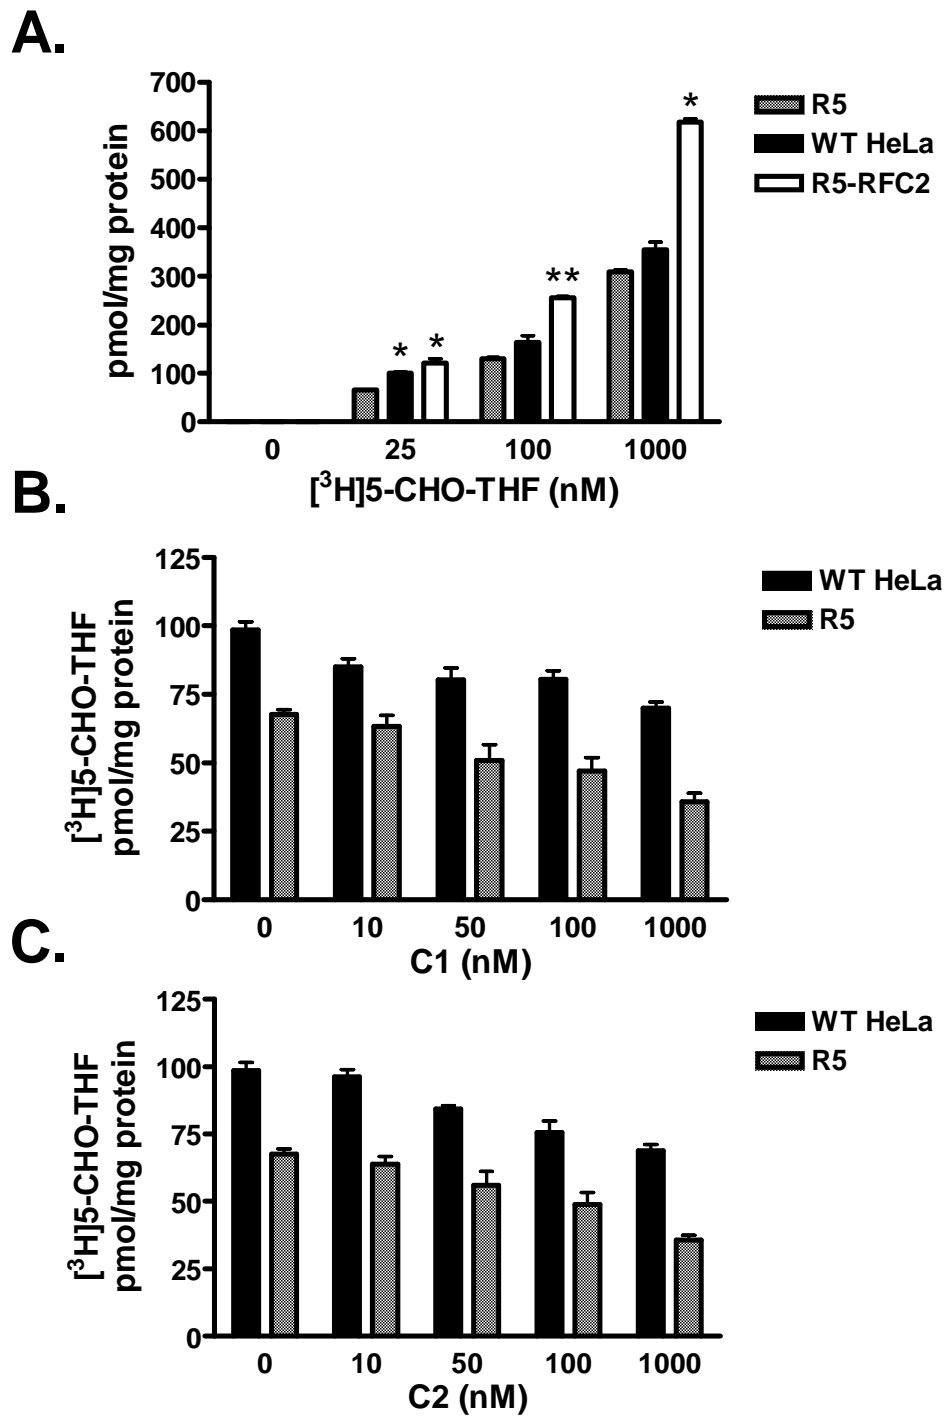 A.
700
600
500
400
300
200
100
0
pmol/mg protein
*
*
**
*
0 25 100 1000
[³H]5-CHO-THF (nM)
R5
WT HeLa
R5-RFC2
B.
125
100
75
50
25
0
[³H]5-CHO-THF
pmol/mg protein
0 10 50 100 1000
C1 (nM)
WT HeLa
R5
C.
125
100
75
50
25
0
[³H]5-CHO-THF
pmol/mg protein
0 10 50 100 1000
C2 (nM)
WT HeLa
R5